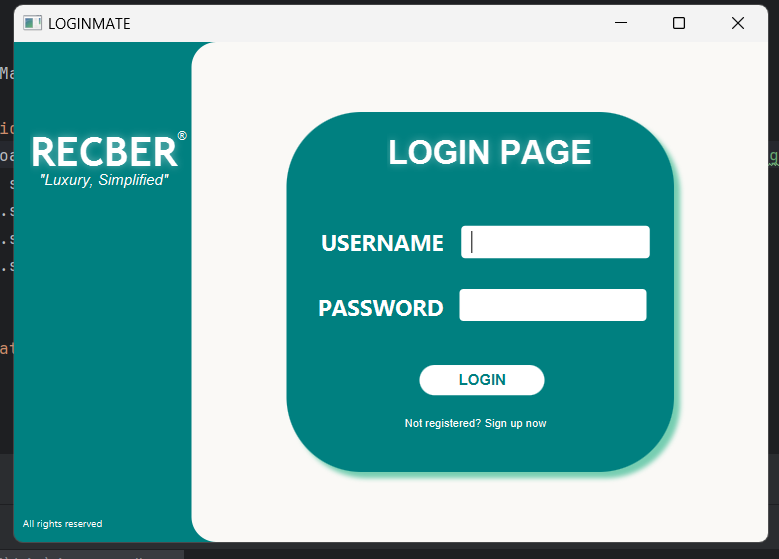 LOGINMATE
RECBER®
"Luxury, Simplified"
LOGIN PAGE
USERNAME
PASSWORD
LOGIN
Not registered? Sign up now
All rights reserved